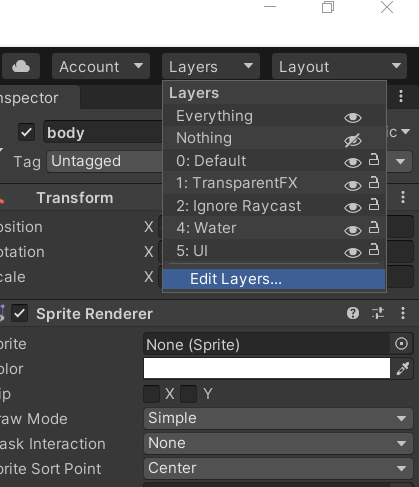 Account Layers Layout
nspector
Layers
Everything
Nothing
0: Default
1: TransparentFX
2: Ignore Raycast
4: Water
5: UI
Edit Layers...
body ic
Tag Untagged
Transform
osition X
otation X
cale X
Sprite Renderer
prite None (Sprite)
olor
ip X Y
raw Mode Simple
ask Interaction None
prite Sort Point Center